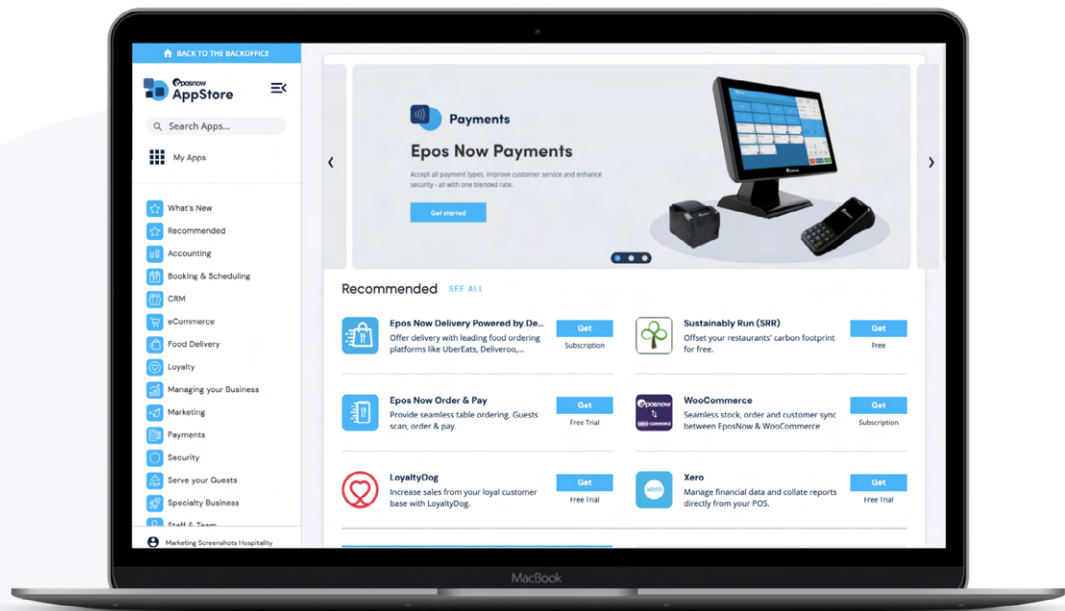 BACK TO THE BACKOFFICE
eposnow
AppStore
Search Apps...
My Apps
What's New
Recommended
Accounting
Booking & Scheduling
CRM
eCommerce
Food Delivery
Loyalty
Managing your Business
Marketing
Payments
Security
Serve your Guests
Specialty Business
Staff & Team
Marketing Screenshots Hospitality
Payments
Epos Now Payments
Accept all payment types, improve customer service and enhance
security - all with one blended rate.
Get started
Recommended SEE ALL
Epos Now Delivery Powered by De...
Offer delivery with leading food ordering
platforms like UberEats, Deliveroo,...
Get
Subscription
Sustainably Run (SRR)
Offset your restaurants' carbon footprint
for free.
Get
Free
Epos Now Order & Pay
Provide seamless table ordering. Guests
scan, order & pay.
Get
Free Trial
eposnow
WOO COMMERCE
WooCommerce
Seamless stock, order and customer sync
between EposNow & WooCommerce
Get
Subscription
LoyaltyDog
Increase sales from your loyal customer
base with LoyaltyDog.
Get
Free Trial
xero
Xero
Manage financial data and collate reports
directly from your POS.
Get
Free Trial
MacBook